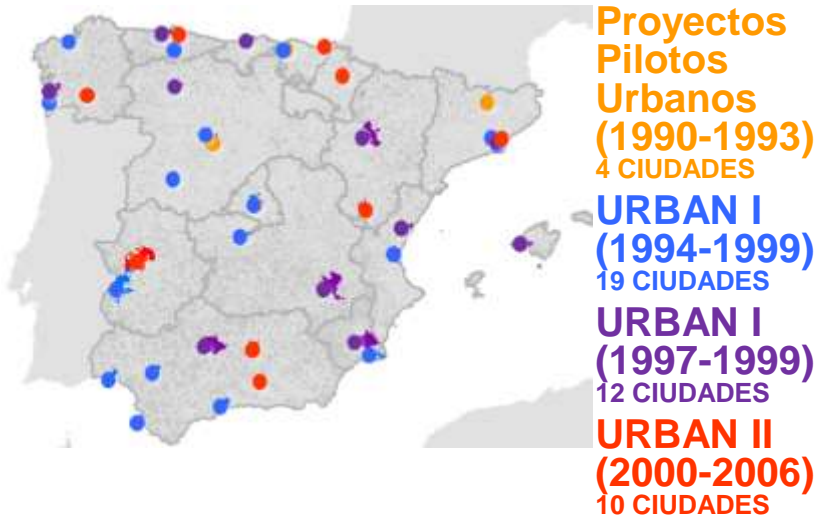 Proyectos
Pilotos
Urbanos
(1990-1993)
4 CIUDADES
URBAN I
(1994-1999)
19 CIUDADES
URBAN I
(1997-1999)
12 CIUDADES
URBAN II
(2000-2006)
10 CIUDADES